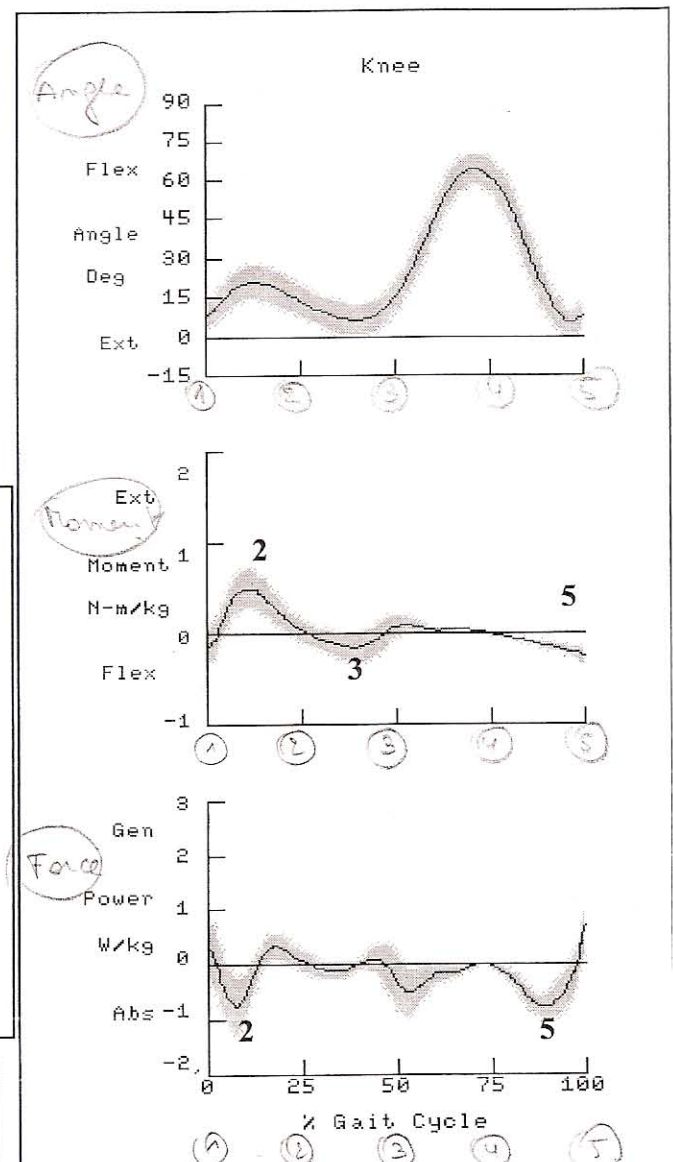 Knee
Angle
90
75
Flex
60
45
Angle
30
Deg
15
0
Ext
-15
1 2 3 4 5
2
Ext
Moment
1
2
Moment
N-m/kg
5
0
3
Flex
-1
1 2 3 4 5
3
Gen
2
Force
Power
1
W/kg
0
Abs -1
2
5
-2
0 25 50 75 100
% Gait Cycle
1 2 3 4 5